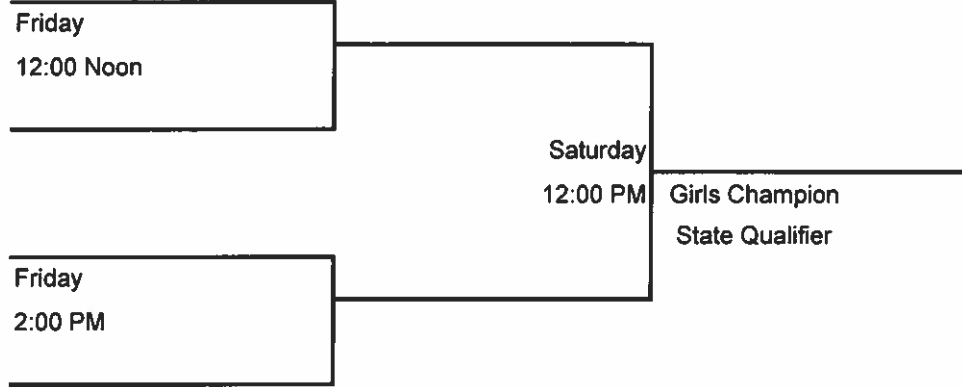 Friday
12:00 Noon
Saturday
12:00 PM
Girls Champion
State Qualifier
Friday
2:00 PM